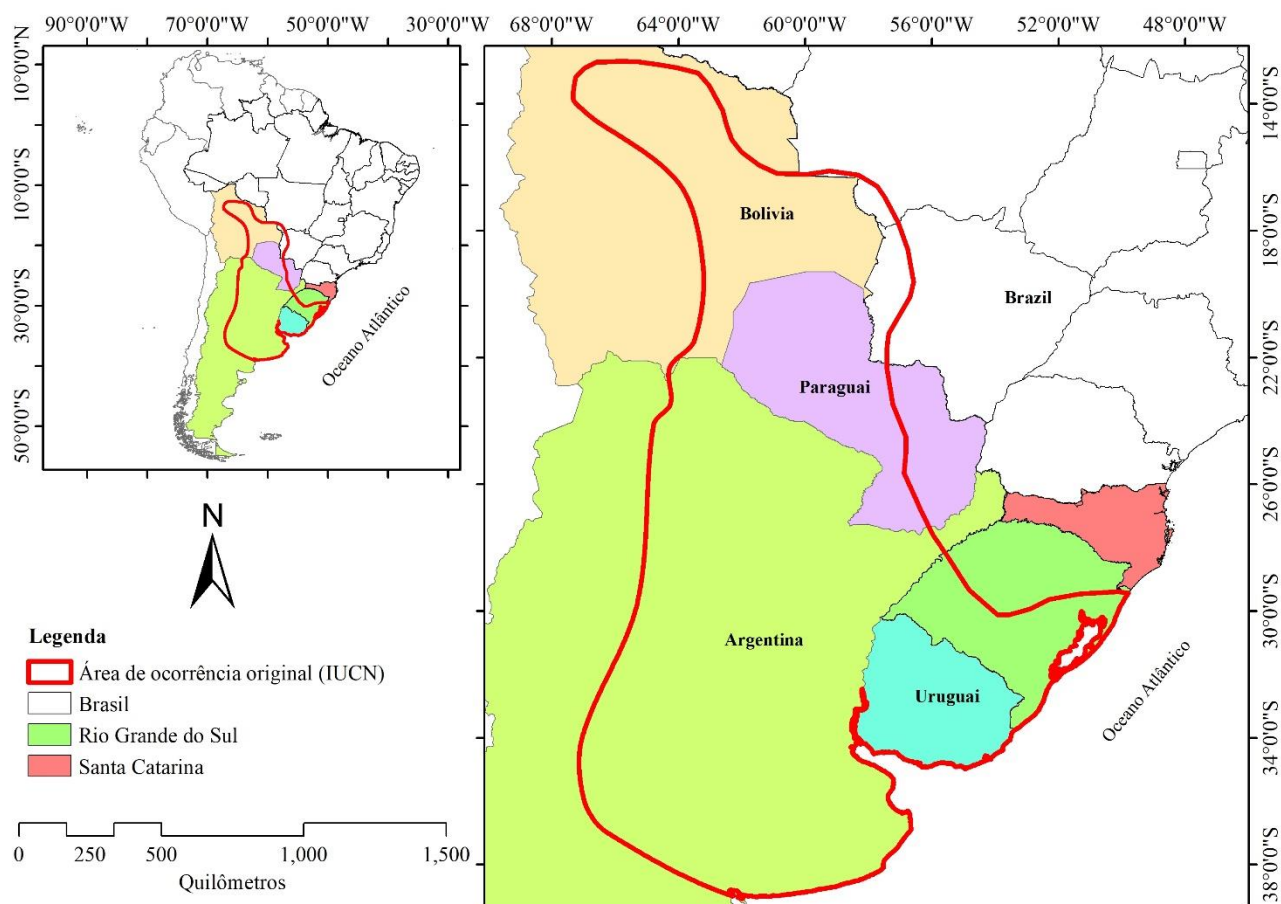 90°0'0"W 70°0'0"W 50°0'0"W 30°0'0"W
10°0'0"N
10°0'0"S
30°0'0"S
50°0'0"S
Oceano Atlântico
N
Legenda
Área de ocorrência original (IUCN)
Brasil
Rio Grande do Sul
Santa Catarina
0 250 500 1,000 1,500
Quilômetros
68°0'0"W 64°0'0"W 60°0'0"W 56°0'0"W 52°0'0"W 48°0'0"W
14°0'0"S
18°0'0"S
22°0'0"S
26°0'0"S
30°0'0"S
34°0'0"S
38°0'0"S
Bolivia
Brazil
Paraguai
Argentina
Uruguai
Oceano Atlântico